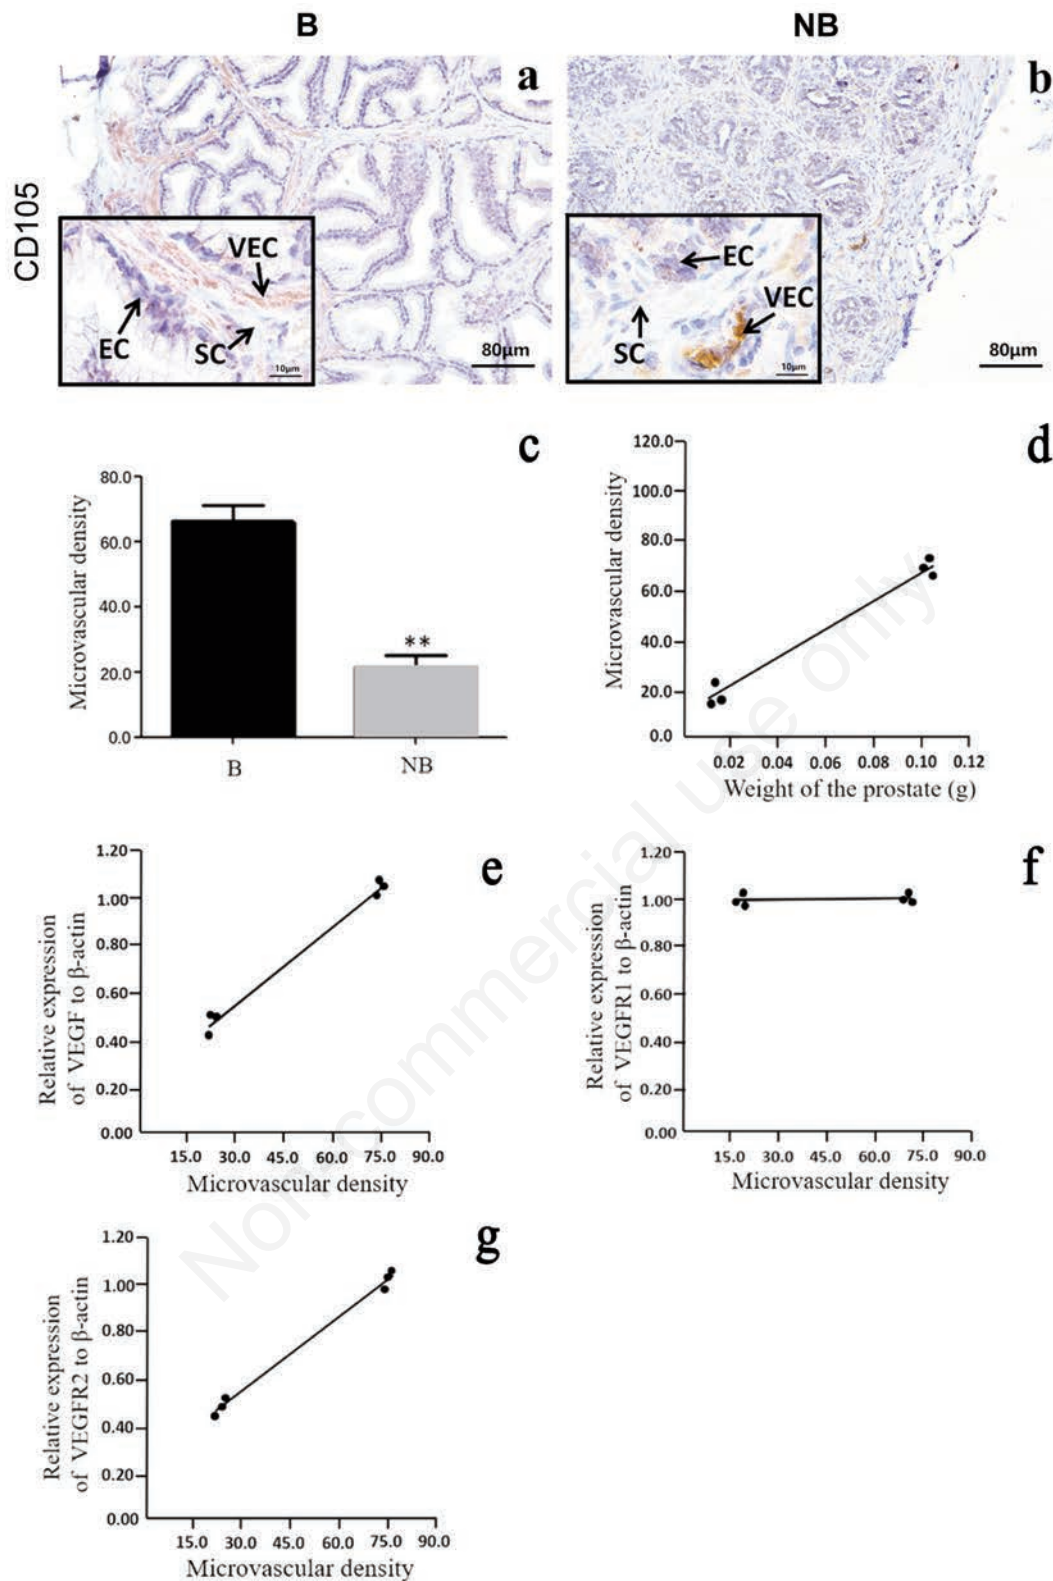 B
NB
CD105
a
VEC
EC
SC
10μm
80μm
b
EC
VEC
SC
10μm
80μm
c
Microvascular density
80.0
60.0
40.0
20.0
0.0
**
B
NB
d
Microvascular density
120.0
100.0
80.0
60.0
40.0
20.0
0.0
0.02 0.04 0.06 0.08 0.10 0.12
Weight of the prostate (g)
e
Relative expression
of VEGF to β-actin
1.20
1.00
0.80
0.60
0.40
0.20
0.00
15.0 30.0 45.0 60.0 75.0 90.0
Microvascular density
f
Relative expression
of VEGFR1 to β-actin
1.20
1.00
0.80
0.60
0.40
0.20
0.00
15.0 30.0 45.0 60.0 75.0 90.0
Microvascular density
g
Relative expression
of VEGFR2 to β-actin
1.20
1.00
0.80
0.60
0.40
0.20
0.00
15.0 30.0 45.0 60.0 75.0 90.0
Microvascular density
Non-commercial use only